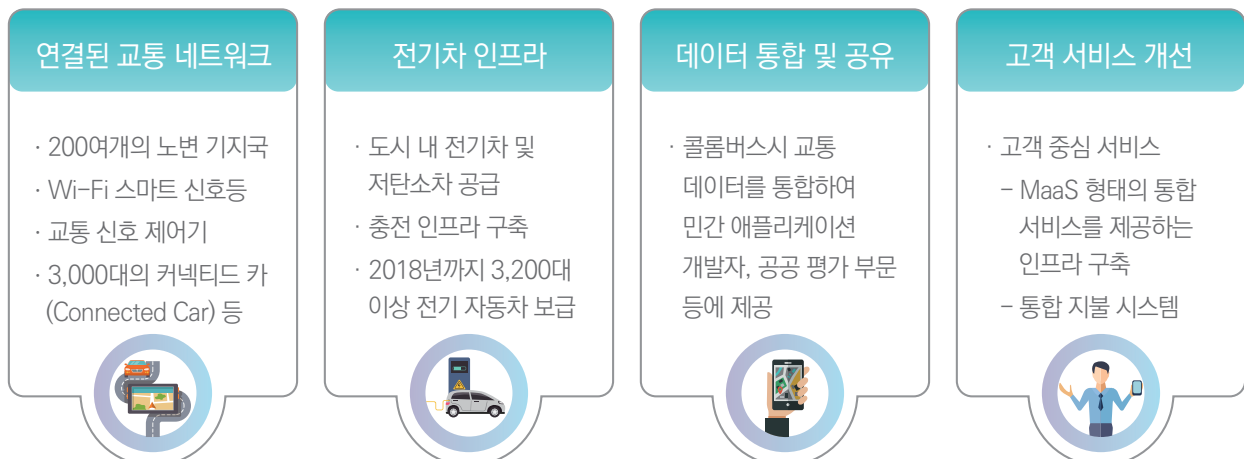 연결된 교통 네트워크
· 200여개의 노변 기지국
· Wi-Fi 스마트 신호등
· 교통 신호 제어기
· 3,000대의 커넥티드 카
(Connected Car) 등
전기차 인프라
· 도시 내 전기차 및
저탄소차 공급
· 충전 인프라 구축
· 2018년까지 3,200대
이상 전기 자동차 보급
데이터 통합 및 공유
· 콜롬버스시 교통
데이터를 통합하여
민간 애플리케이션
개발자, 공공 평가 부문
등에 제공
고객 서비스 개선
· 고객 중심 서비스
- MaaS 형태의 통합
서비스를 제공하는
인프라 구축
- 통합 지불 시스템